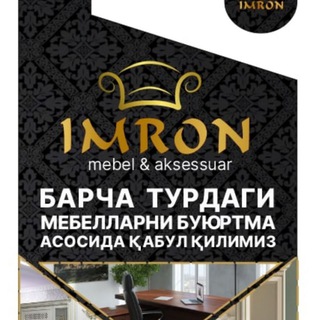 IMRON
IMRON
mebel & aksessuar
БАРЧА ТУРДАГИ
МЕБЕЛЛАРНИ БУЮРТМА
АСОСИДА ҚАБУЛ ҚИЛИМИЗ